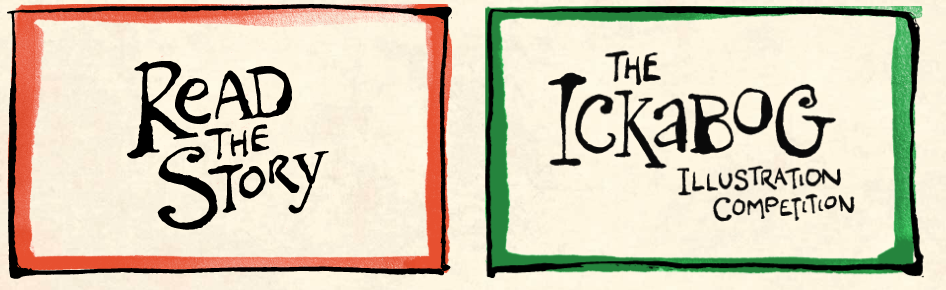 Read
the
Story
The
Ickabog
Illustration
Competition